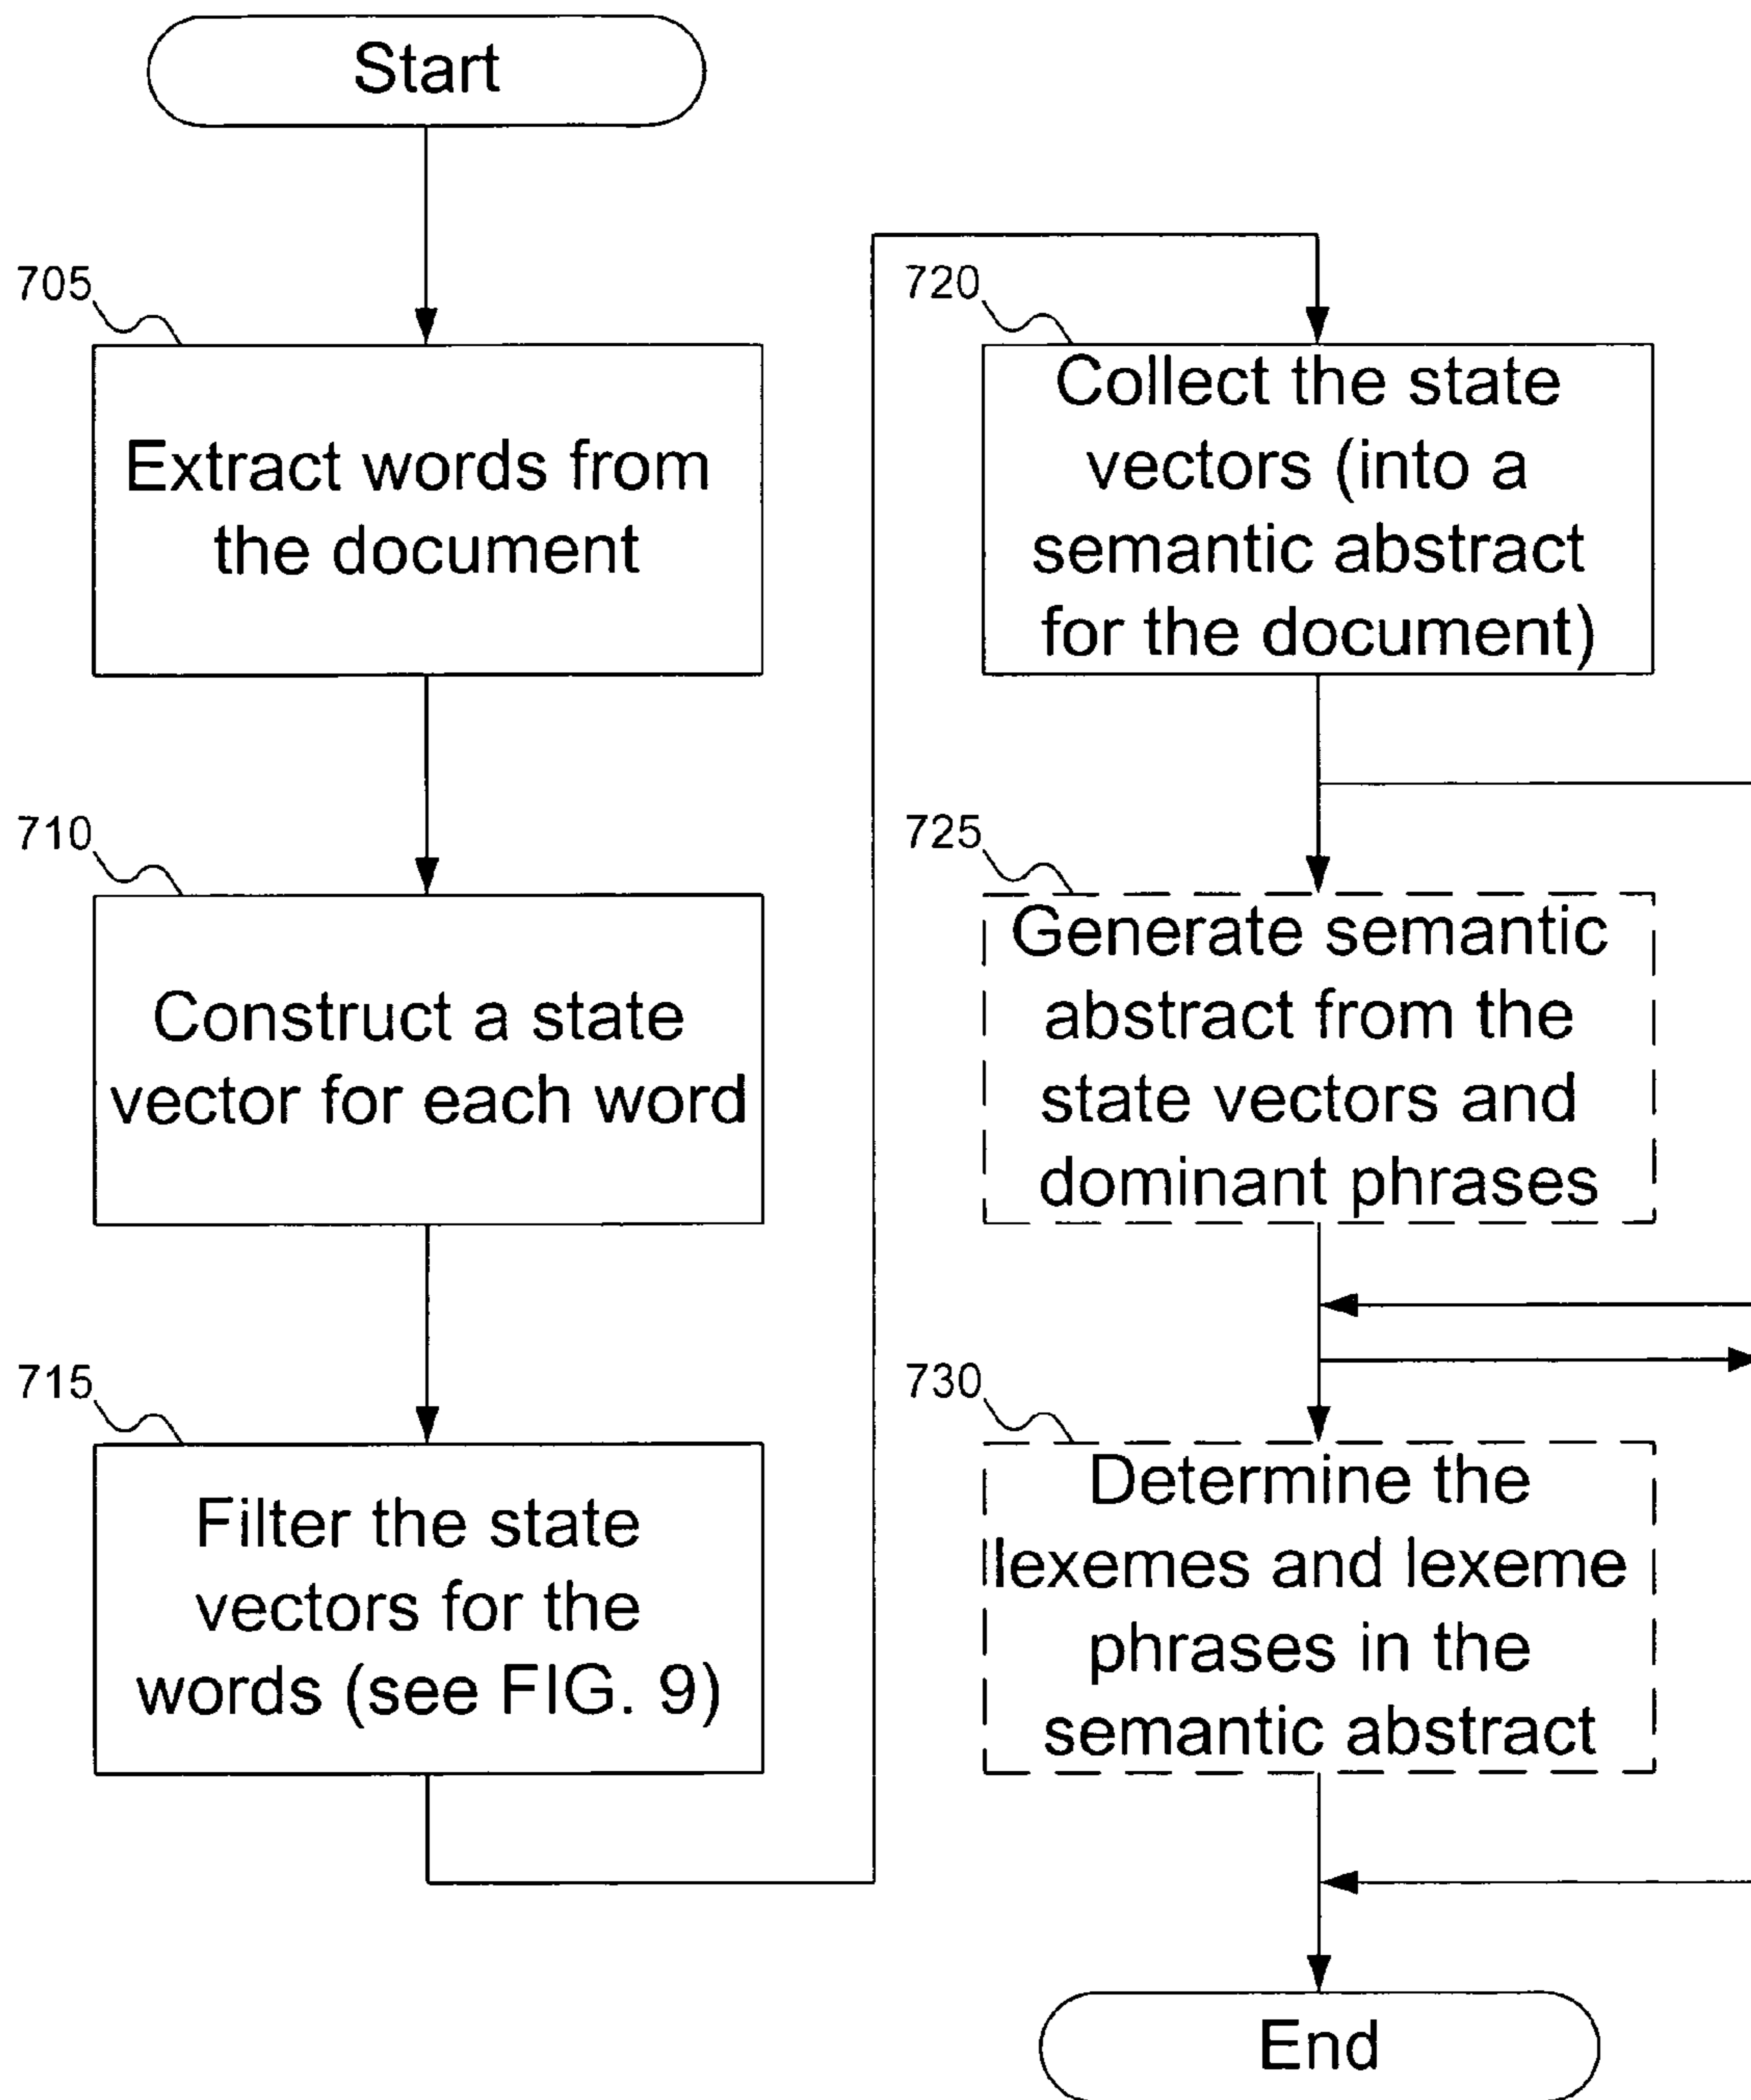 Start
705
Extract words from
the document
710
Construct a state
vector for each word
715
Filter the state
vectors for the
words (see FIG. 9)
720
Collect the state
vectors (into a
semantic abstract
for the document)
725
Generate semantic
abstract from the
state vectors and
dominant phrases
730
Determine the
lexemes and lexeme
phrases in the
semantic abstract
End